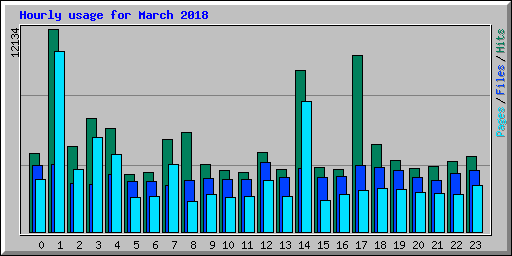 Hourly usage for March 2018
12134
Pages / Files / Hits
0 1 2 3 4 5 6 7 8 9 10 11 12 13 14 15 16 17 18 19 20 21 22 23